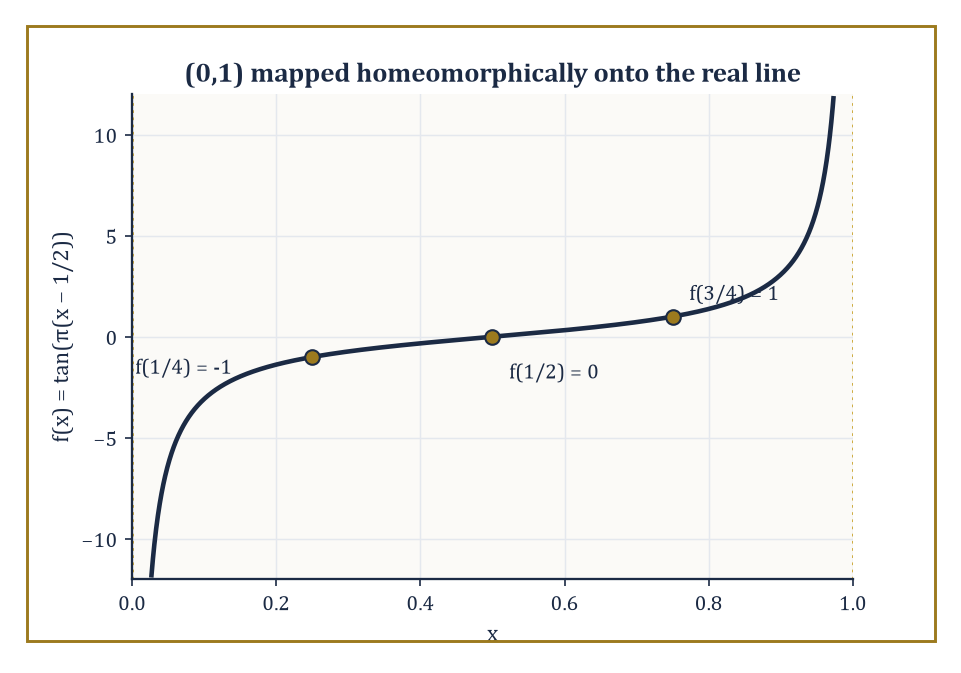 (0,1) mapped homeomorphically onto the real line
f(x) = tan(π(x − 1/2))
10
5
0
−5
−10
f(3/4) = 1
f(1/4) = -1
f(1/2) = 0
0.0 0.2 0.4 0.6 0.8 1.0
x